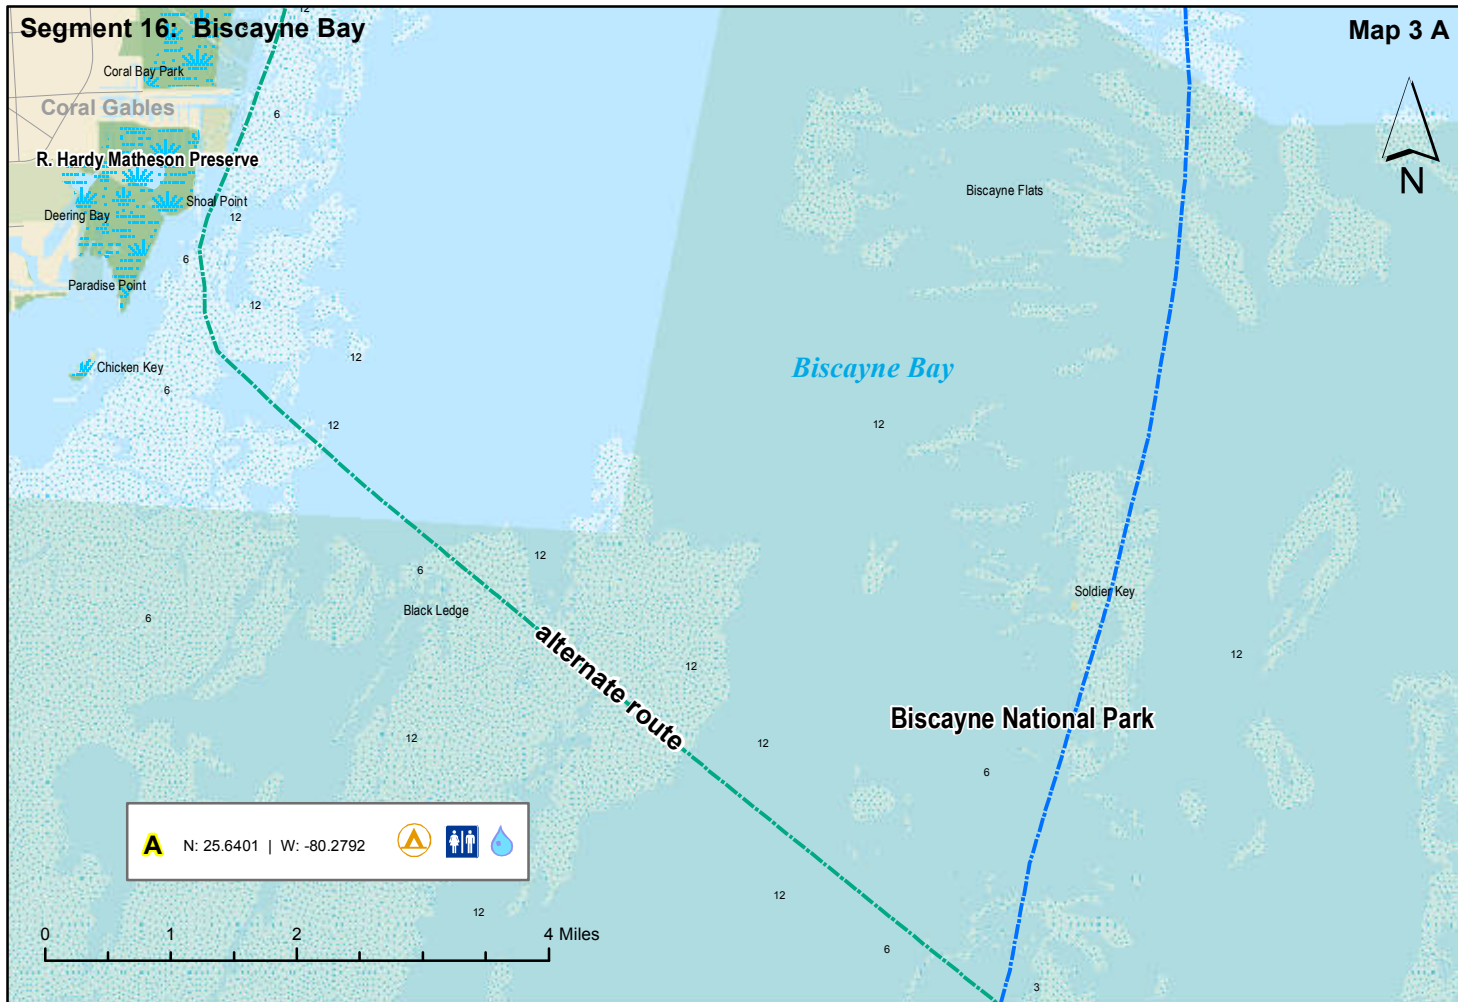 12
Segment 16: Biscayne Bay
Map 3 A
Coral Bay Park
Coral Gables
6
R. Hardy Matheson Preserve
Biscayne Flats
N
Shoal Point
Deering Bay
12
6
Paradise Point
12
12
Chicken Key
Biscayne Bay
6
12
12
12
6
Black Ledge
Soldier Key
6
alternate route
12
12
Biscayne National Park
12
12
6
A N: 25.6401 | W: -80.2792
12
12
0 1 2 4 Miles
6
3